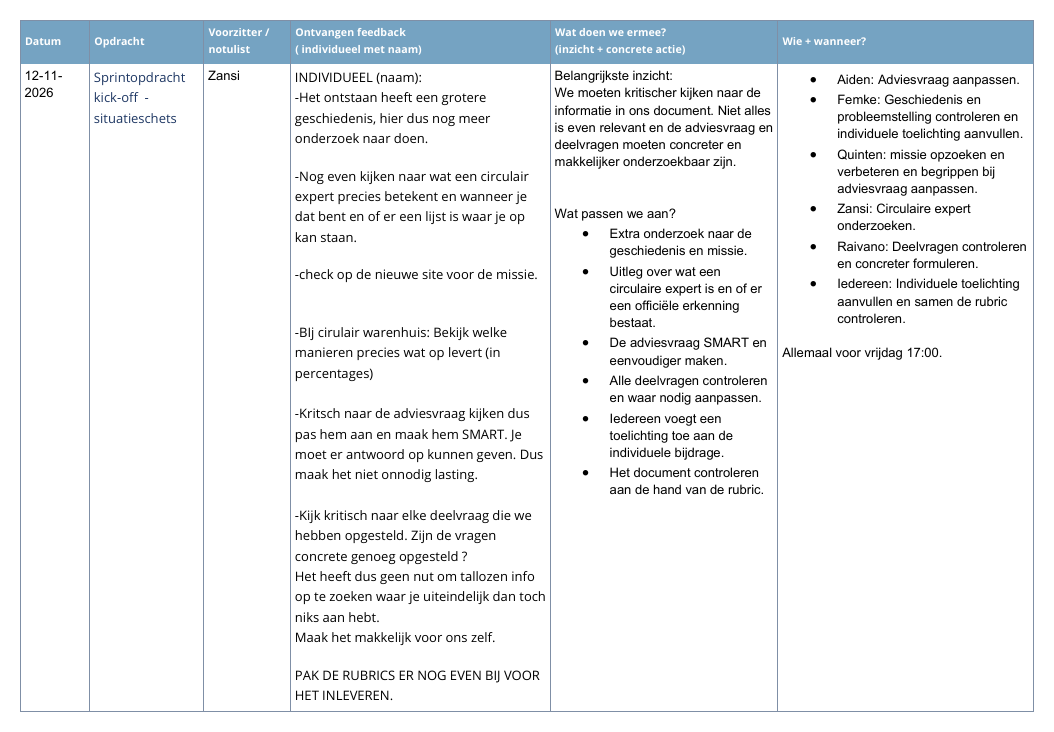 Datum
Opdracht
Voorzitter /
notulist
Ontvangen feedback
( individueel met naam)
Wat doen we ermee?
(inzicht + concrete actie)
Wie + wanneer?
12-11-
2026
Sprintopdracht
kick-off  -
situatieschets
Zansi
INDIVIDUEEL (naam):
-Het ontstaan heeft een grotere
geschiedenis, hier dus nog meer
onderzoek naar doen.
-Nog even kijken naar wat een circulair
expert precies betekent en wanneer je
dat bent en of er een lijst is waar je op
kan staan.
-check op de nieuwe site voor de missie.
-BIj cirulair warenhuis: Bekijk welke
manieren precies wat op levert (in
percentages)
-Kritsch naar de adviesvraag kijken dus
pas hem aan en maak hem SMART. Je
moet er antwoord op kunnen geven. Dus
maak het niet onnodig lasting.
-Kijk kritisch naar elke deelvraag die we
hebben opgesteld. Zijn de vragen
concrete genoeg opgesteld ?
Het heeft dus geen nut om tallozen info
op te zoeken waar je uiteindelijk dan toch
niks aan hebt.
Maak het makkelijk voor ons zelf.
PAK DE RUBRICS ER NOG EVEN BIJ VOOR
HET INLEVEREN.
Belangrijkste inzicht:
We moeten kritischer kijken naar de
informatie in ons document. Niet alles
is even relevant en de adviesvraag en
deelvragen moeten concreter en
makkelijker onderzoekbaar zijn.
Wat passen we aan?
• Extra onderzoek naar de
geschiedenis en missie.
• Uitleg over wat een
circulaire expert is en of er
een officiële erkenning
bestaat.
• De adviesvraag SMART en
eenvoudiger maken.
• Alle deelvragen controleren
en waar nodig aanpassen.
• Iedereen voegt een
toelichting toe aan de
individuele bijdrage.
• Het document controleren
aan de hand van de rubric.
• Aiden: Adviesvraag aanpassen.
• Femke: Geschiedenis en
probleemstelling controleren en
individuele toelichting aanvullen.
• Quinten: missie opzoeken en
verbeteren en begrippen bij
adviesvraag aanpassen.
• Zansi: Circulaire expert
onderzoeken.
• Raivano: Deelvragen controleren
en concreter formuleren.
• Iedereen: Individuele toelichting
aanvullen en samen de rubric
controleren.
Allemaal voor vrijdag 17:00.